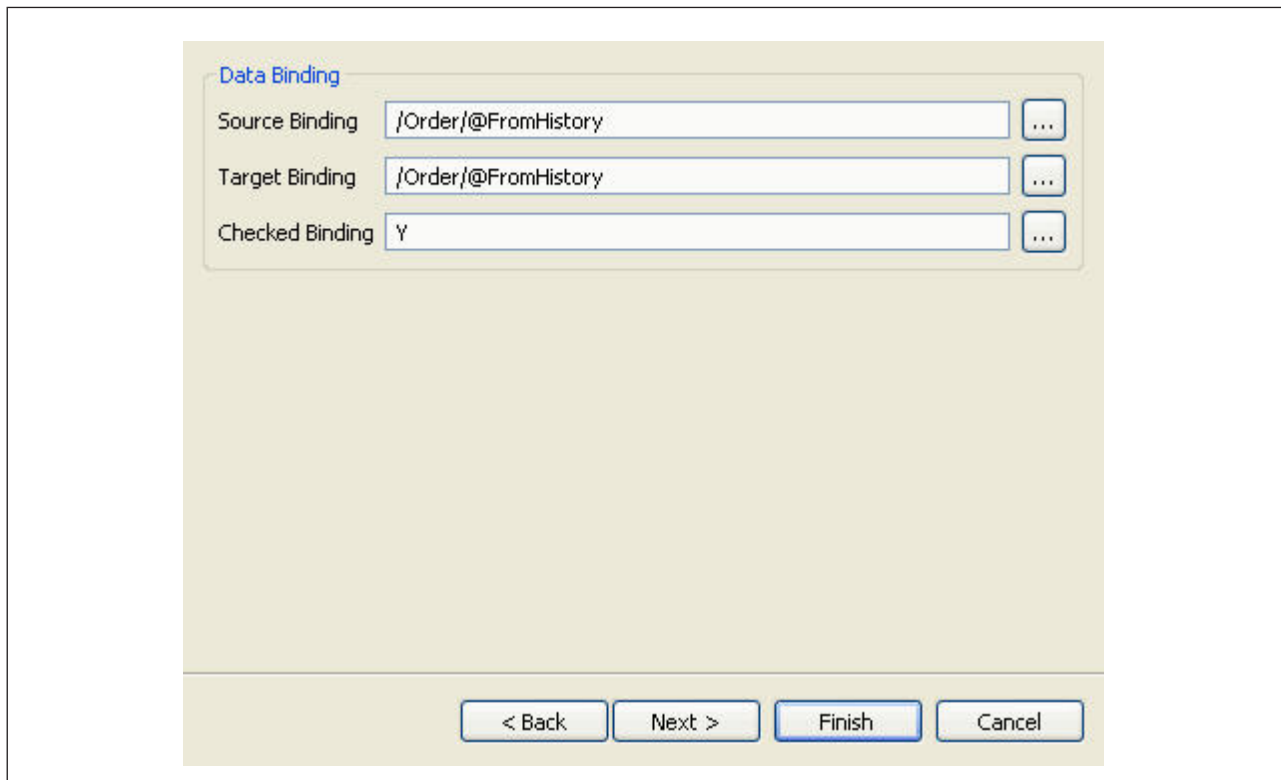 Data Binding
Source Binding /Order/@FromHistory ...
Target Binding /Order/@FromHistory ...
Checked Binding Y ...
< Back Next > Finish Cancel